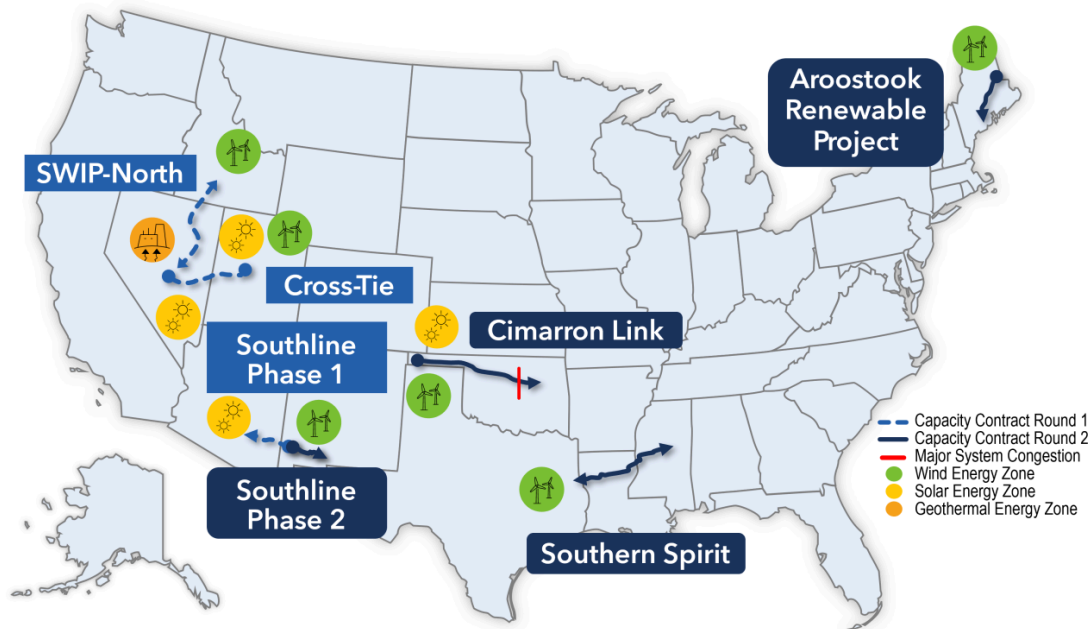 Aroostook
Renewable
Project
SWIP-North
Cross-Tie
Cimarron Link
Southline
Phase 1
Southline
Phase 2
Southern Spirit
Capacity Contract Round 1
Capacity Contract Round 2
Major System Congestion
Wind Energy Zone
Solar Energy Zone
Geothermal Energy Zone